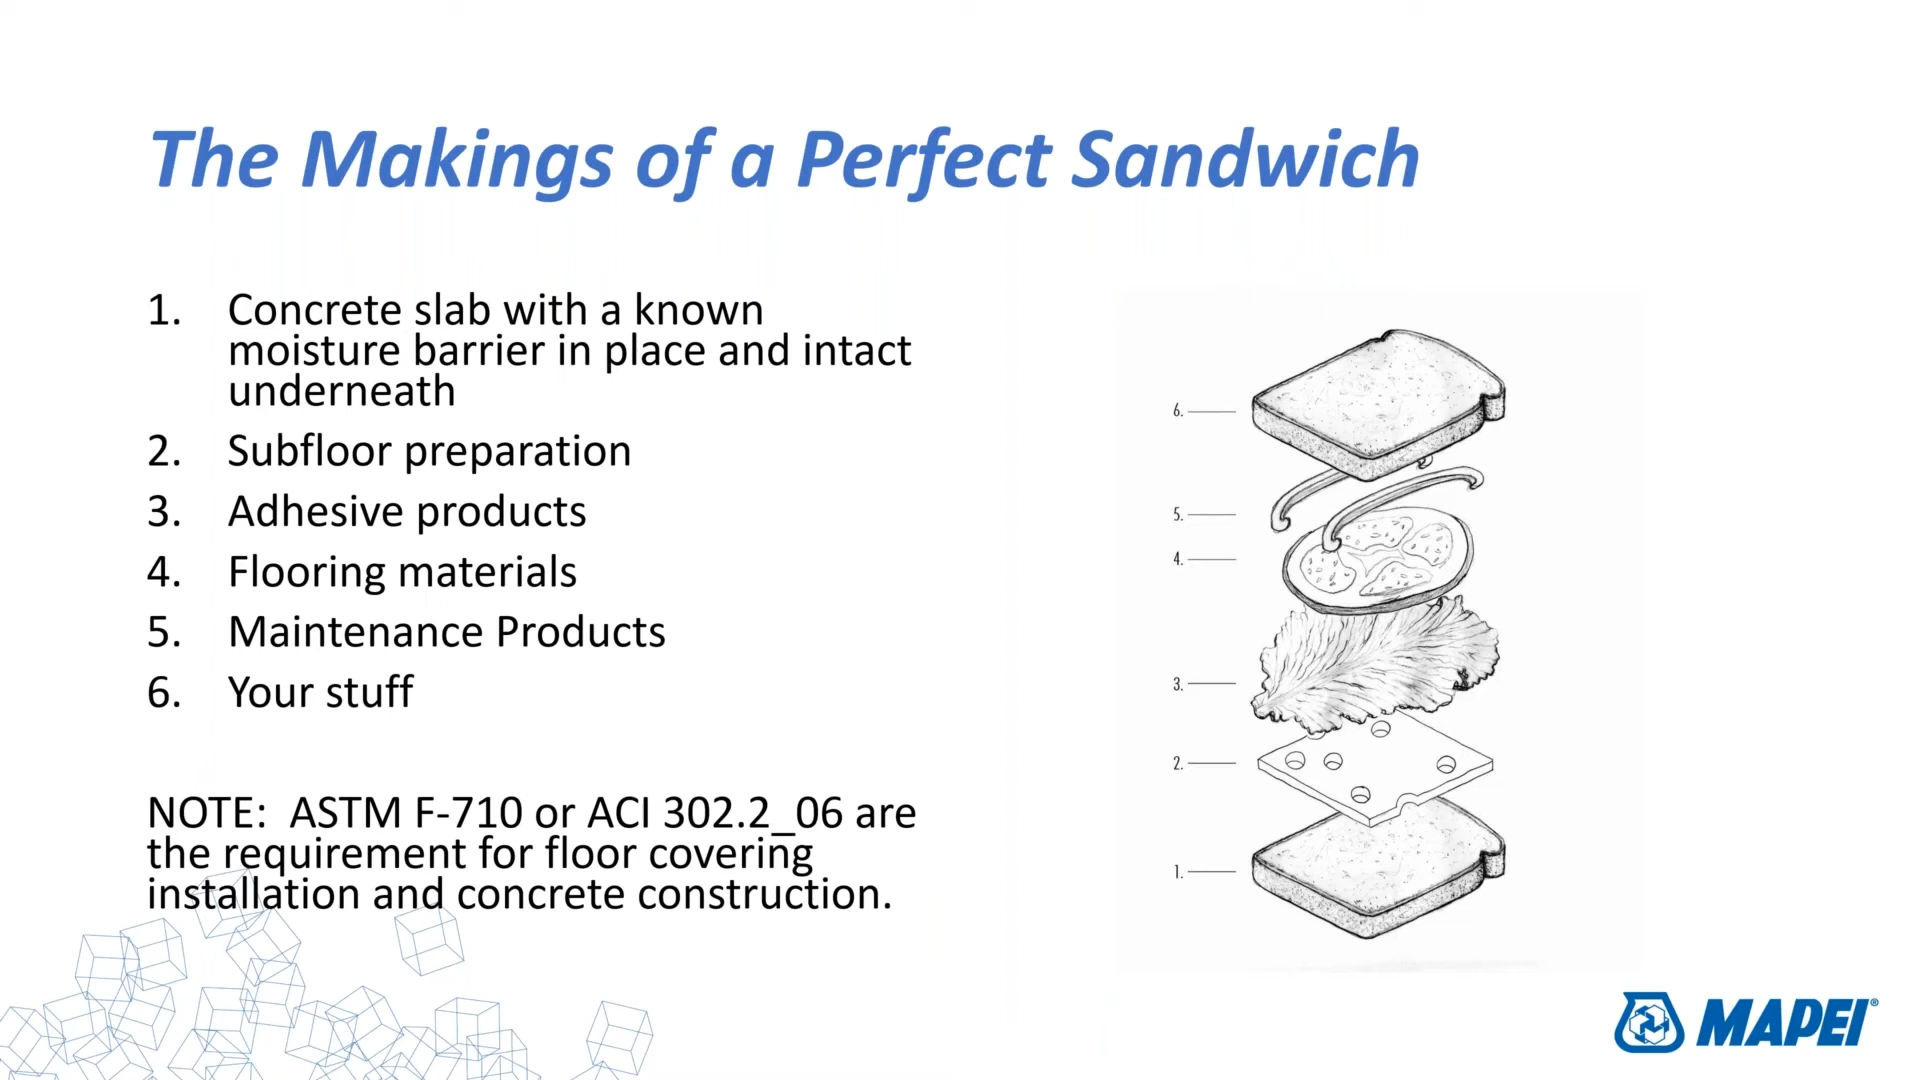 The Makings of a Perfect Sandwich
1. Concrete slab with a known
moisture barrier in place and intact
underneath
2. Subfloor preparation
3. Adhesive products
4. Flooring materials
5. Maintenance Products
6. Your stuff
NOTE: ASTM F-710 or ACI 302.2_06 are
the requirement for floor covering
installation and concrete construction.
6.
5.
4.
3.
2.
1.
MAPEI®